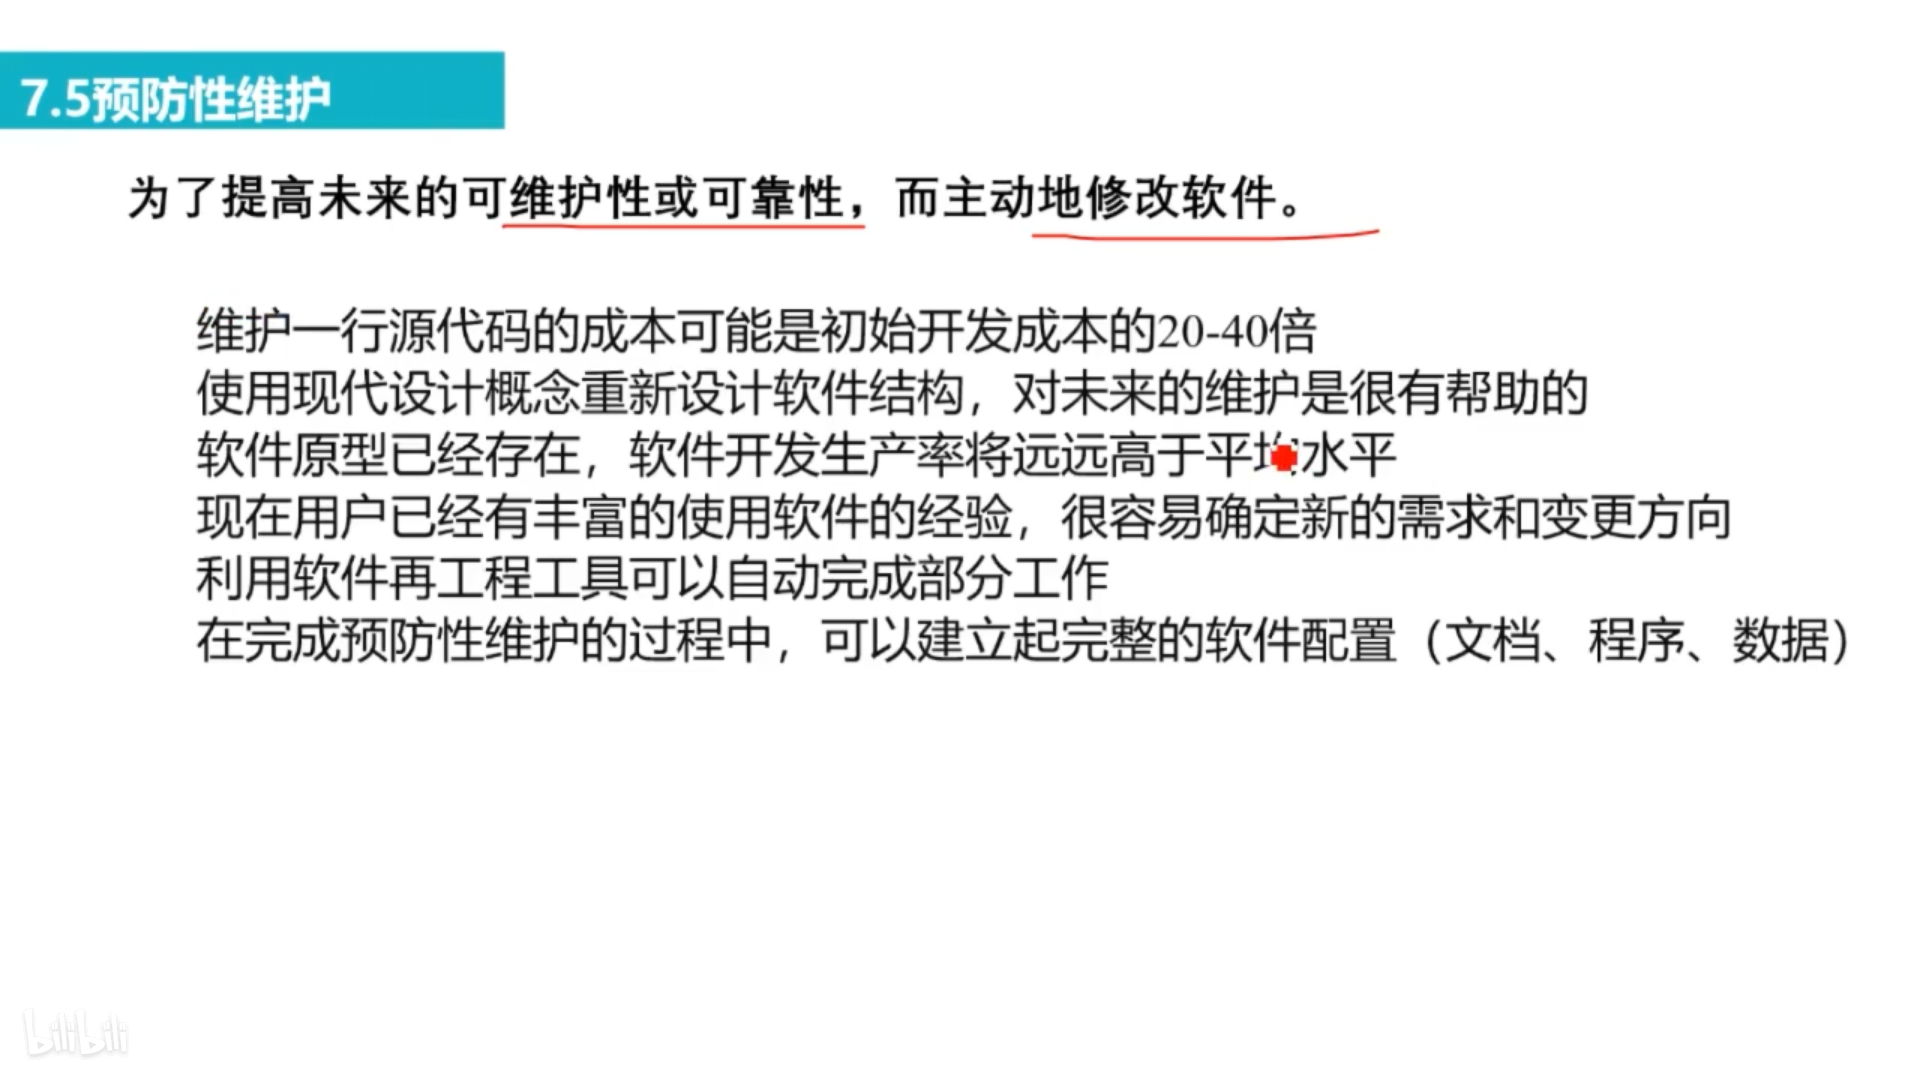 7.5预防性维护
为了提高未来的可维护性或可靠性，而主动地修改软件。
维护一行源代码的成本可能是初始开发成本的20-40倍
使用现代设计概念重新设计软件结构，对未来的维护是很有帮助的
软件原型已经存在，软件开发生产率将远远高于平均水平
现在用户已经有丰富的使用软件的经验，很容易确定新的需求和变更方向
利用软件再工程工具可以自动完成部分工作
在完成预防性维护的过程中，可以建立起完整的软件配置（文档、程序、数据）
bilibili